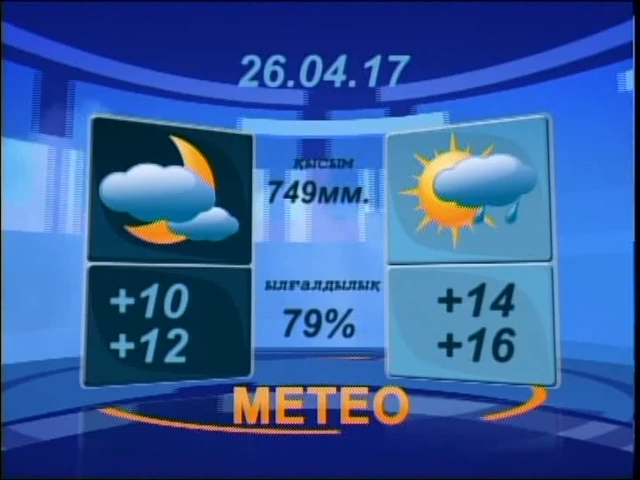 26.04.17
қысым
749мм.
+10
+12
ылғалдылық
79%
+14
+16
МЕТЕО